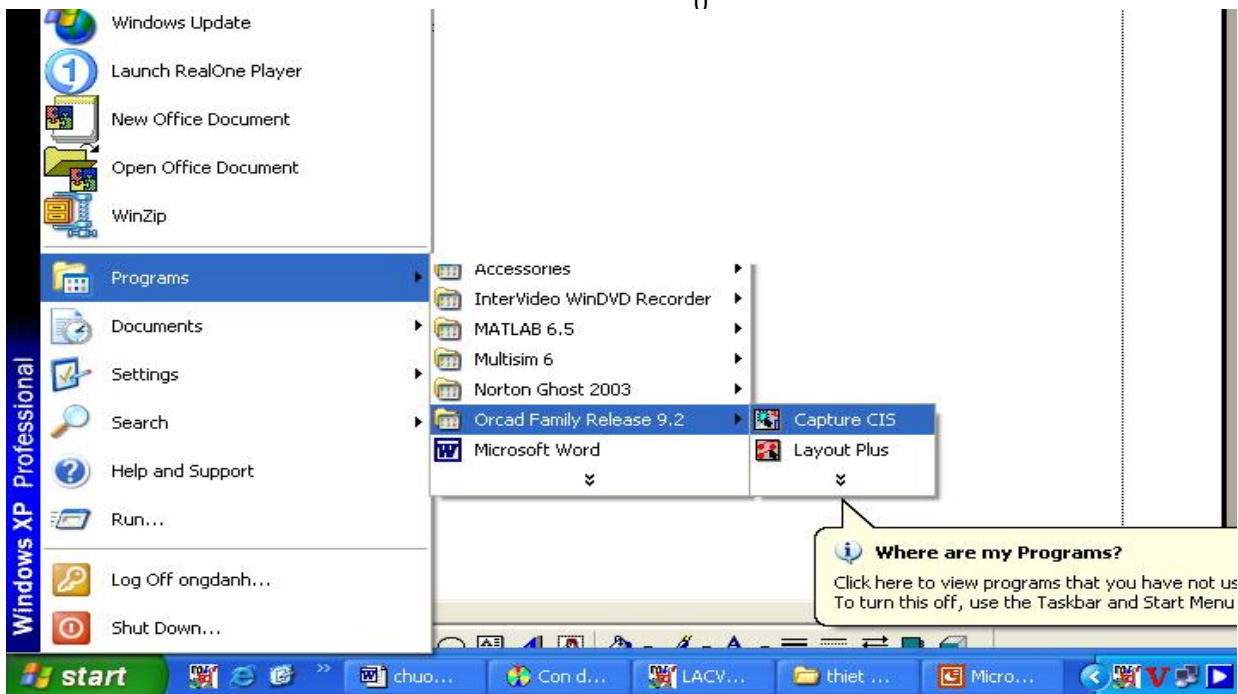 Windows Update
Launch RealOne Player
New Office Document
Open Office Document
WinZip
Programs
Documents
Settings
Search
Help and Support
Run...
Log Off ongdanh...
Shut Down...
Windows XP Professional
Accessories
InterVideo WinDVD Recorder
MATLAB 6.5
Multisim 6
Norton Ghost 2003
Orcad Family Release 9.2
Microsoft Word
Capture CIS
Layout Plus
Where are my Programs?
Click here to view programs that you have not us
To turn this off, use the Taskbar and Start Menu
start
chuo...
Con d...
LACV...
thiet ...
Micro...